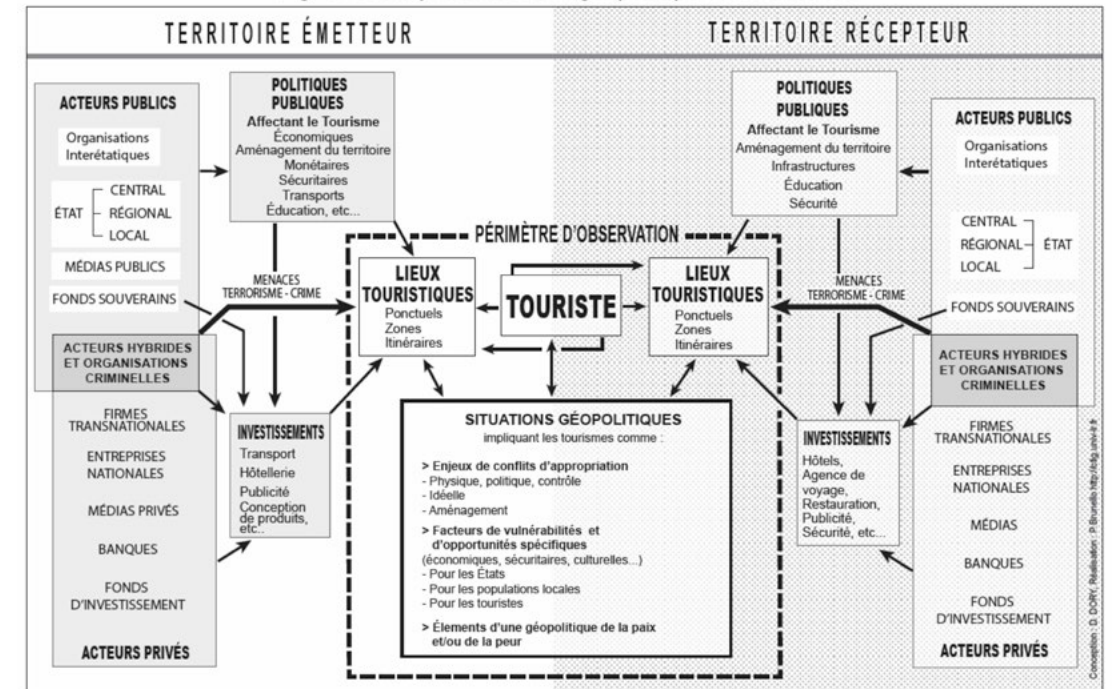 TERRITOIRE ÉMETTEUR
TERRITOIRE RÉCEPTEUR
ACTEURS PUBLICS
Organisations
Interétatiques
ÉTAT
CENTRAL
RÉGIONAL
LOCAL
MÉDIAS PUBLICS
FONDS SOUVERAINS
ACTEURS HYBRIDES
ET ORGANISATIONS
CRIMINELLES
FIRMES
TRANSNATIONALES
ENTREPRISES
NATIONALES
MÉDIAS PRIVÉS
BANQUES
FONDS
D'INVESTISSEMENT
ACTEURS PRIVÉS
POLITIQUES
PUBLIQUES
Affectant le Tourisme
Économiques
Aménagement du territoire
Monétaires
Sécuritaires
Transports
Éducation, etc...
MENACES
TERRORISME - CRIME
INVESTISSEMENTS
Transport
Hôtellerie
Publicité
Conception
de produits,
etc..
PÉRIMÈTRE D'OBSERVATION
LIEUX
TOURISTIQUES
Ponctuels
Zones
Itinéraires
TOURISTE
LIEUX
TOURISTIQUES
Ponctuels
Zones
Itinéraires
SITUATIONS GÉOPOLITIQUES
impliquant les tourismes comme :
> Enjeux de conflits d'appropriation
- Physique, politique, contrôle
- Idéelle
- Aménagement
> Facteurs de vulnérabilités et
d'opportunités spécifiques
(économiques, sécuritaires, culturelles...)
- Pour les États
- Pour les populations locales
- Pour les touristes
> Élements d'une géopolitique de la paix
et/ou de la peur
POLITIQUES
PUBLIQUES
Affectant le Tourisme
Aménagement du territoire
Infrastructures
Éducation
Sécurité
MENACES
TERRORISME - CRIME
INVESTISSEMENTS
Hôtels,
Agence de
voyage,
Restauration,
Publicité,
Sécurité, etc...
ACTEURS PUBLICS
Organisations
Interétatiques
CENTRAL
RÉGIONAL
LOCAL
ÉTAT
FONDS SOUVERAINS
ACTEURS HYBRIDES
ET ORGANISATIONS
CRIMINELLES
FIRMES
TRANSNATIONALES
ENTREPRISES
NATIONALES
MÉDIAS
BANQUES
FONDS
D'INVESTISSEMENT
ACTEURS PRIVÉS
Conception : D. DORY, Réalisation : P.Brunello